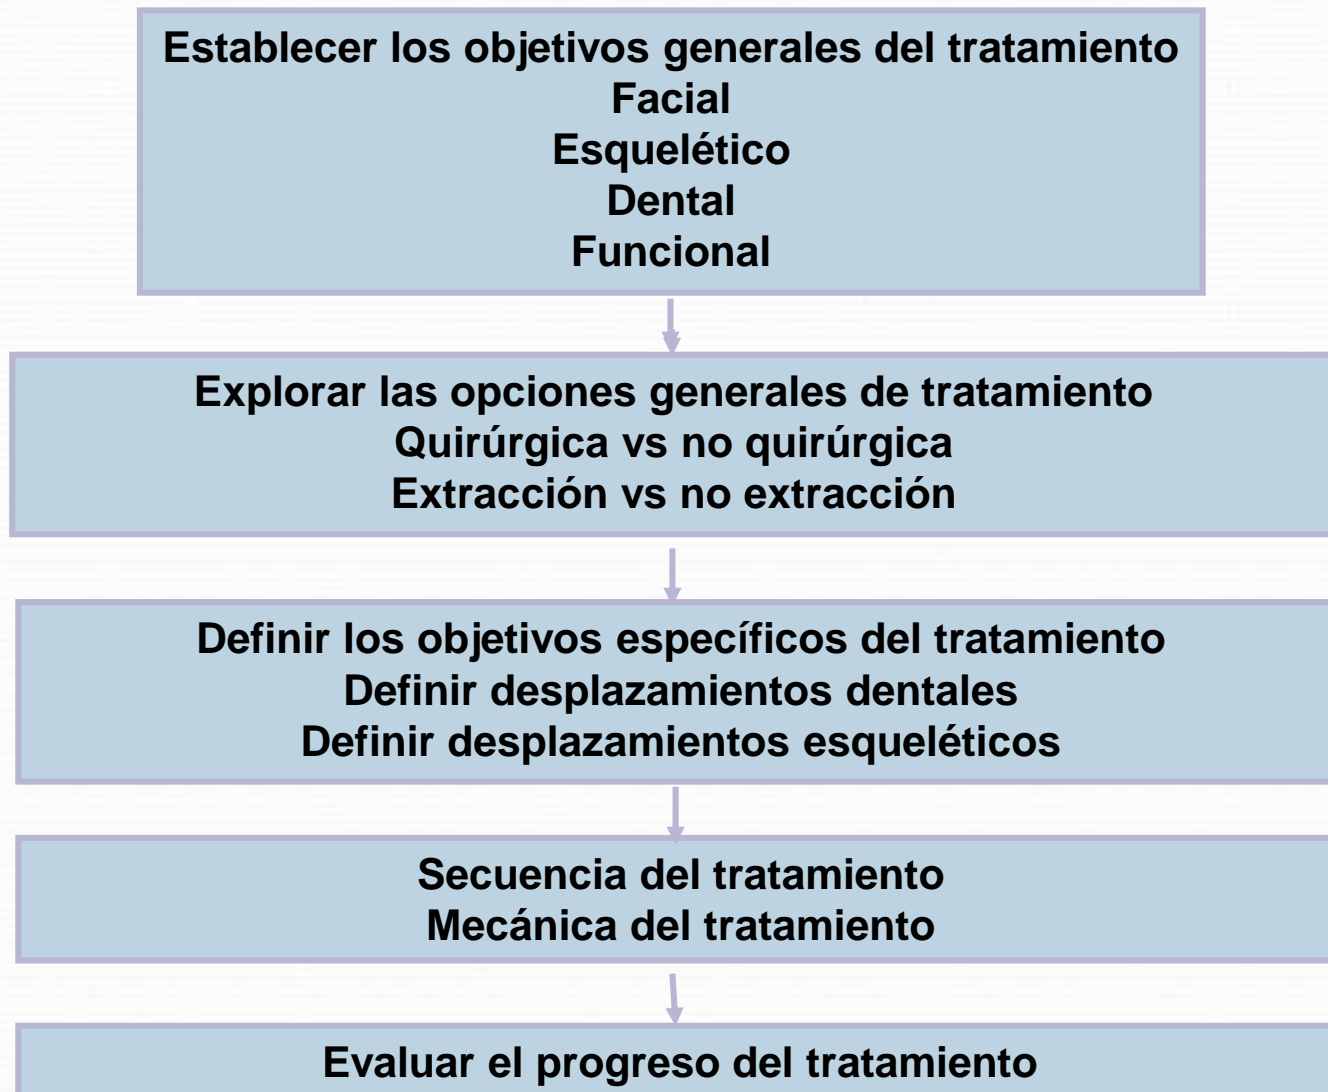 Establecer los objetivos generales del tratamiento
Facial
Esquelético
Dental
Funcional
Explorar las opciones generales de tratamiento
Quirúrgica vs no quirúrgica
Extracción vs no extracción
Definir los objetivos específicos del tratamiento
Definir desplazamientos dentales
Definir desplazamientos esqueléticos
Secuencia del tratamiento
Mecánica del tratamiento
Evaluar el progreso del tratamiento